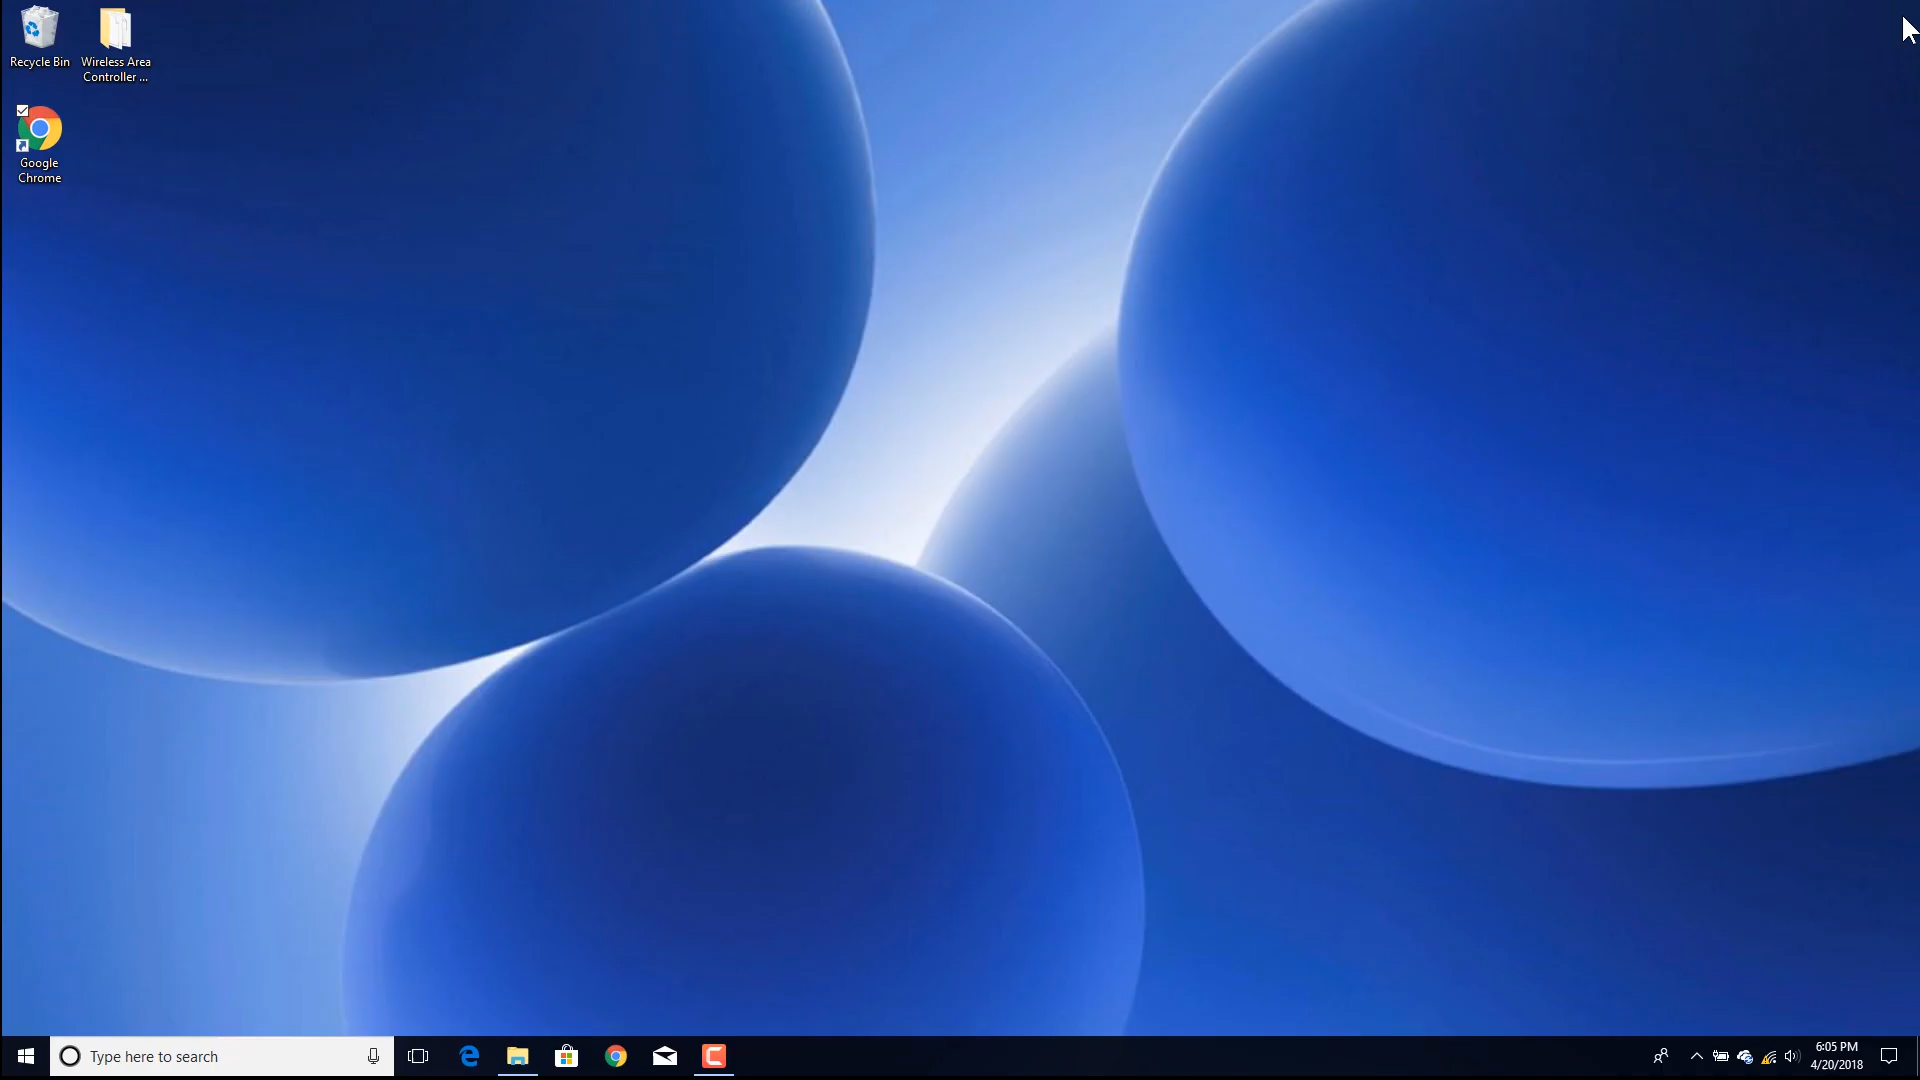 Recycle Bin
Wireless Area
Controller ...
Google
Chrome
Type here to search
6:05 PM
4/20/2018